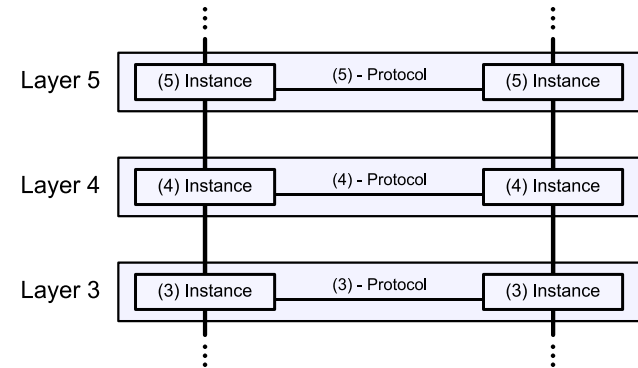 Layer 5
(5) Instance
(5) - Protocol
(5) Instance
Layer 4
(4) Instance
(4) - Protocol
(4) Instance
Layer 3
(3) Instance
(3) - Protocol
(3) Instance